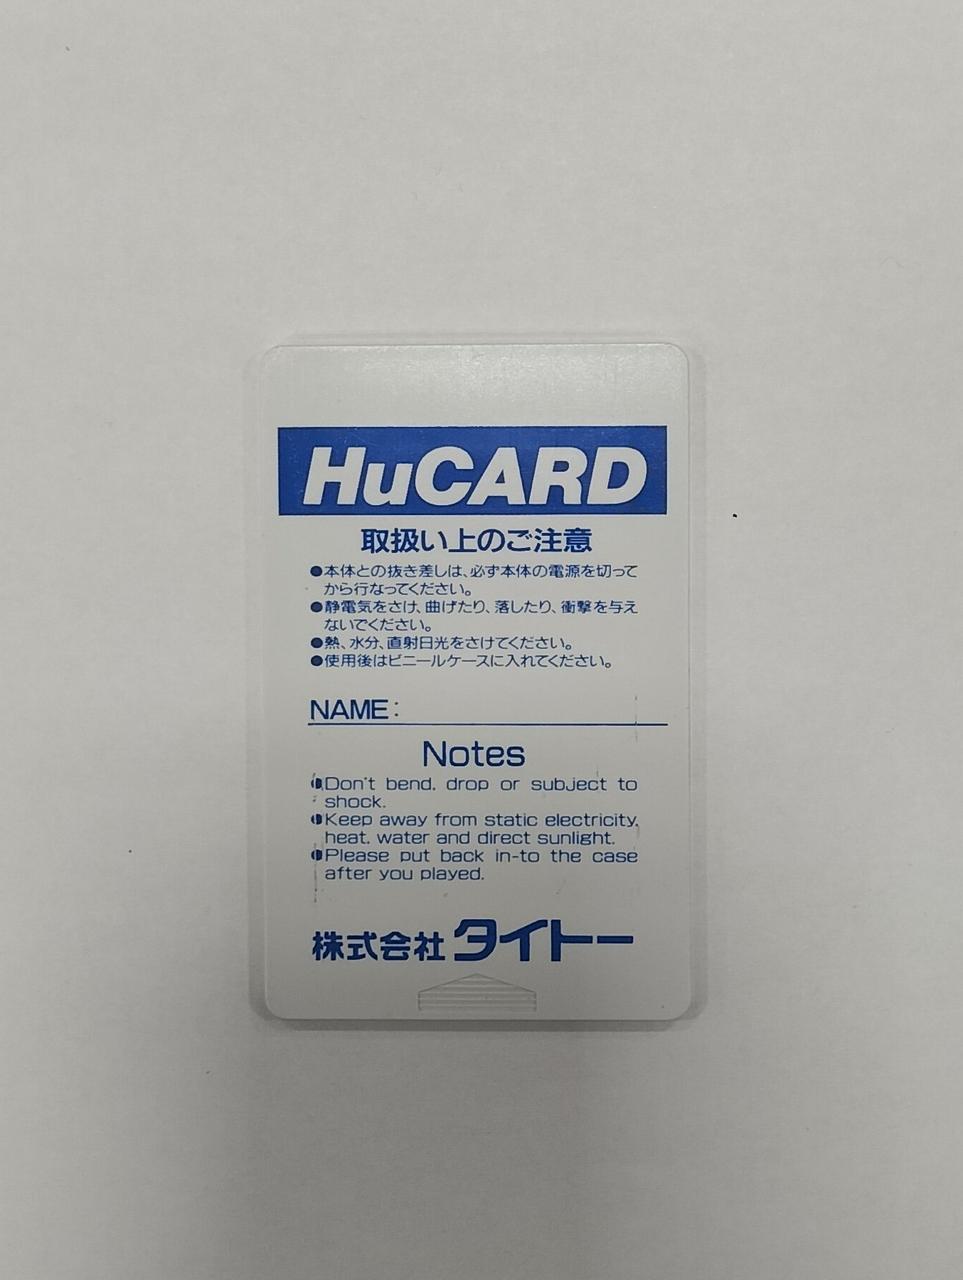 HuCARD
取扱い上のご注意
●本体との抜き差しは、必ず本体の電源を切って
から行なってください。
●静電気をさけ、曲げたり、落したり、衝撃を与え
ないでください。
●熱、水分、直射日光をさけてください。
●使用後はビニールケースに入れてください。
NAME:
Notes
●Don't bend, drop or subject to
shock.
●Keep away from static electricity,
heat, water and direct sunlight.
●Please put back in-to the case
after you played.
株式会社タイトー